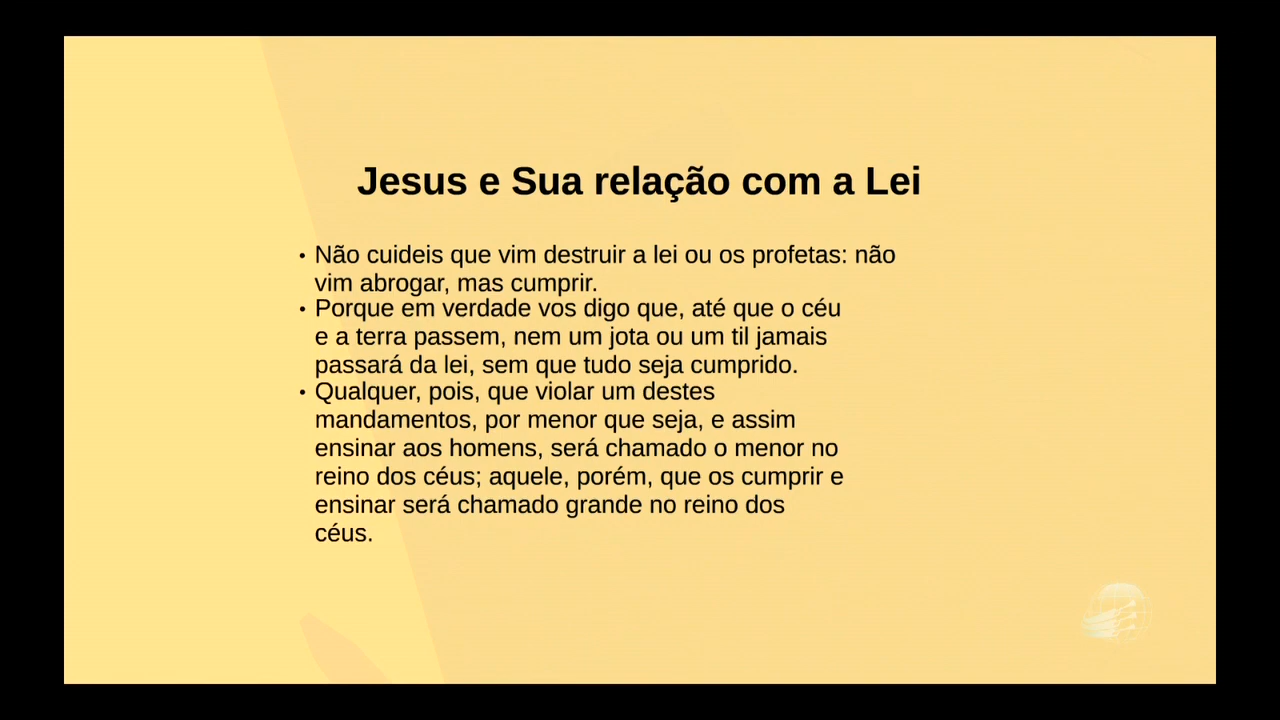 Jesus e Sua relação com a Lei
• Não cuideis que vim destruir a lei ou os profetas: não
vim abrogar, mas cumprir.
• Porque em verdade vos digo que, até que o céu
e a terra passem, nem um jota ou um til jamais
passará da lei, sem que tudo seja cumprido.
• Qualquer, pois, que violar um destes
mandamentos, por menor que seja, e assim
ensinar aos homens, será chamado o menor no
reino dos céus; aquele, porém, que os cumprir e
ensinar será chamado grande no reino dos
céus.